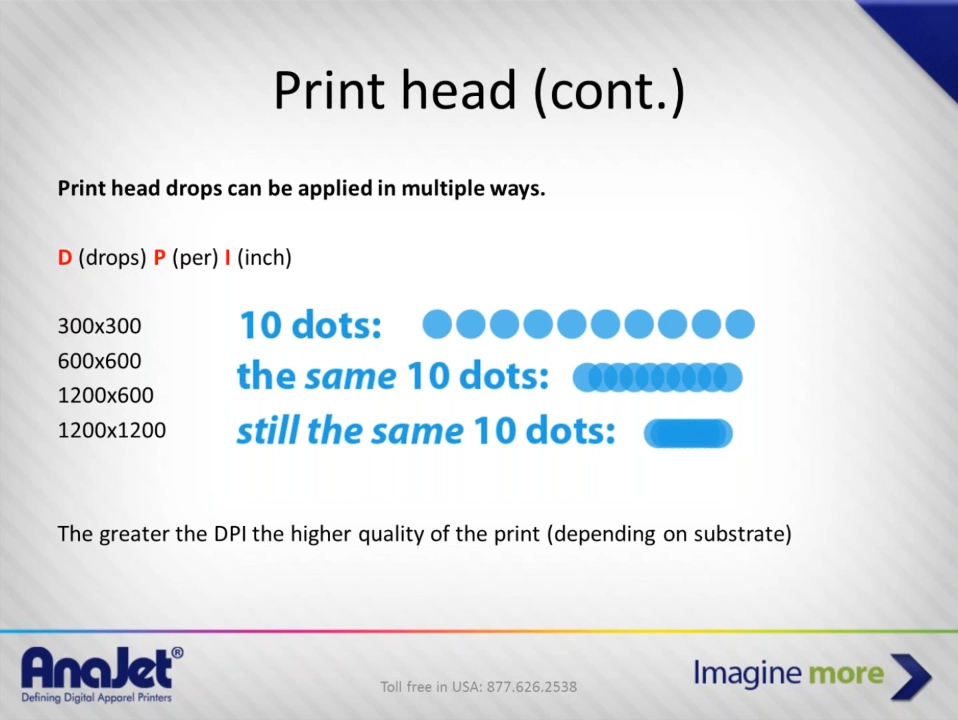 Print head (cont.)
Print head drops can be applied in multiple ways.
D (drops) P (per) I (inch)
300x300
600x600
1200x600
1200x1200
10 dots:
the same 10 dots:
still the same 10 dots:
The greater the DPI the higher quality of the print (depending on substrate)
AnaJet®
Defining Digital Apparel Printers
Toll free in USA: 877.626.2538
Imagine more